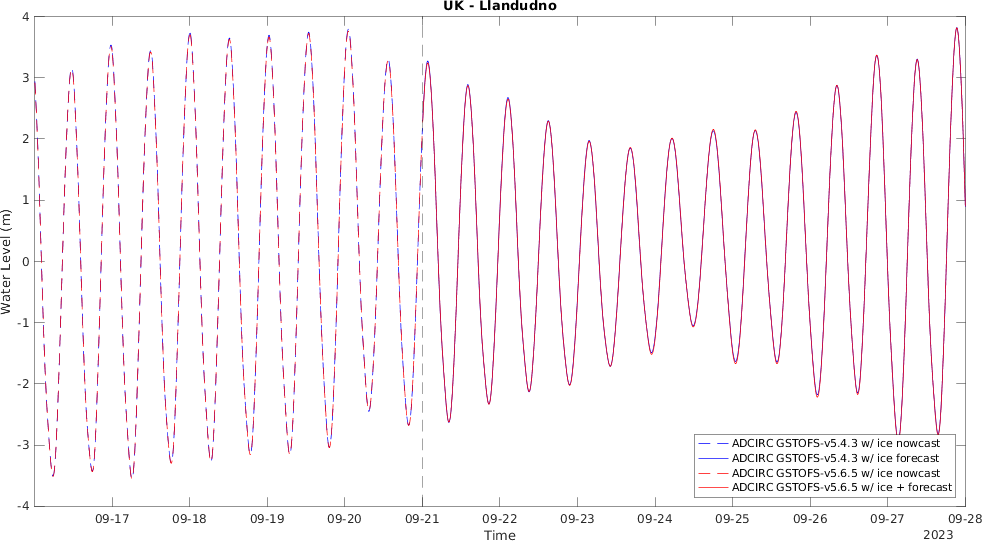 UK - Llandudno
Water Level (m)
4
3
2
1
0
-1
-2
-3
-4
ADCIRC GSTOFS-v5.4.3 w/ ice nowcast
ADCIRC GSTOFS-v5.4.3 w/ ice forecast
ADCIRC GSTOFS-v5.6.5 w/ ice nowcast
ADCIRC GSTOFS-v5.6.5 w/ ice + forecast
09-17 09-18 09-19 09-20 09-21 09-22 09-23 09-24 09-25 09-26 09-27 09-28
Time
2023